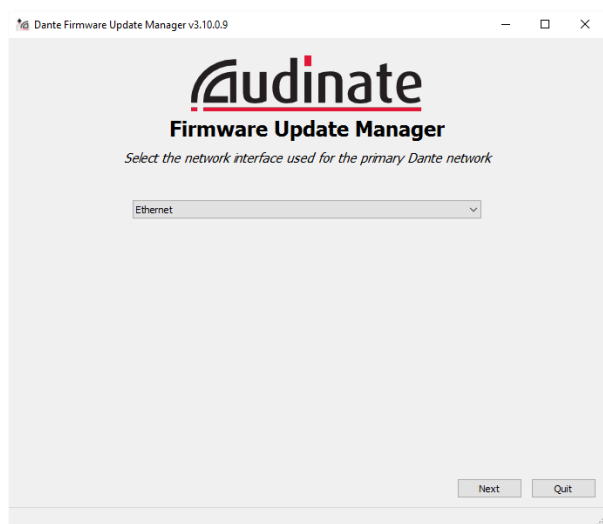 Dante Firmware Update Manager v3.10.0.9
Audinate
Firmware Update Manager
Select the network interface used for the primary Dante network
Ethernet
Next Quit